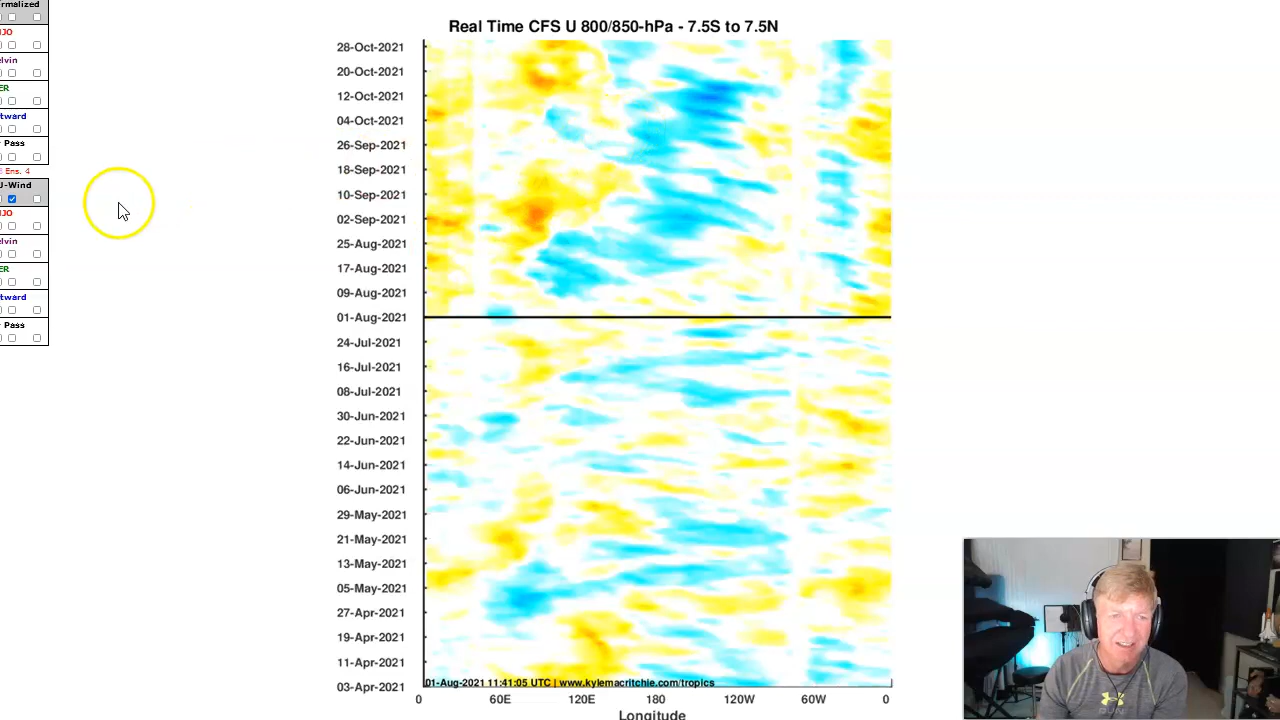 rmalized
IJO
elvin
ER
tward
Pass
Ens. 4
U-Wind
IJO
elvin
ER
tward
Pass
Real Time CFS U 800/850-hPa - 7.5S to 7.5N
28-Oct-2021
20-Oct-2021
12-Oct-2021
04-Oct-2021
26-Sep-2021
18-Sep-2021
10-Sep-2021
02-Sep-2021
25-Aug-2021
17-Aug-2021
09-Aug-2021
01-Aug-2021
24-Jul-2021
16-Jul-2021
08-Jul-2021
30-Jun-2021
22-Jun-2021
14-Jun-2021
06-Jun-2021
29-May-2021
21-May-2021
13-May-2021
05-May-2021
27-Apr-2021
19-Apr-2021
11-Apr-2021
03-Apr-2021
01-Aug-2021 11:41:05 UTC | www.kylemacritchie.com/tropics
0 60E 120E 180 120W 60W 0
Longitude